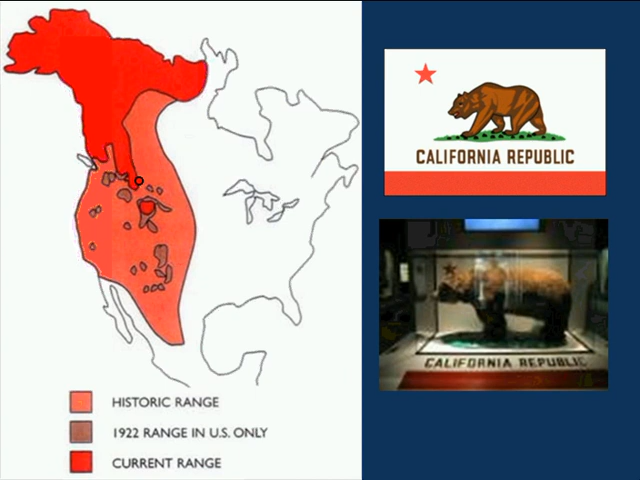 HISTORIC RANGE
1922 RANGE IN U.S. ONLY
CURRENT RANGE
CALIFORNIA REPUBLIC
CALIFORNIA REPUBLIC